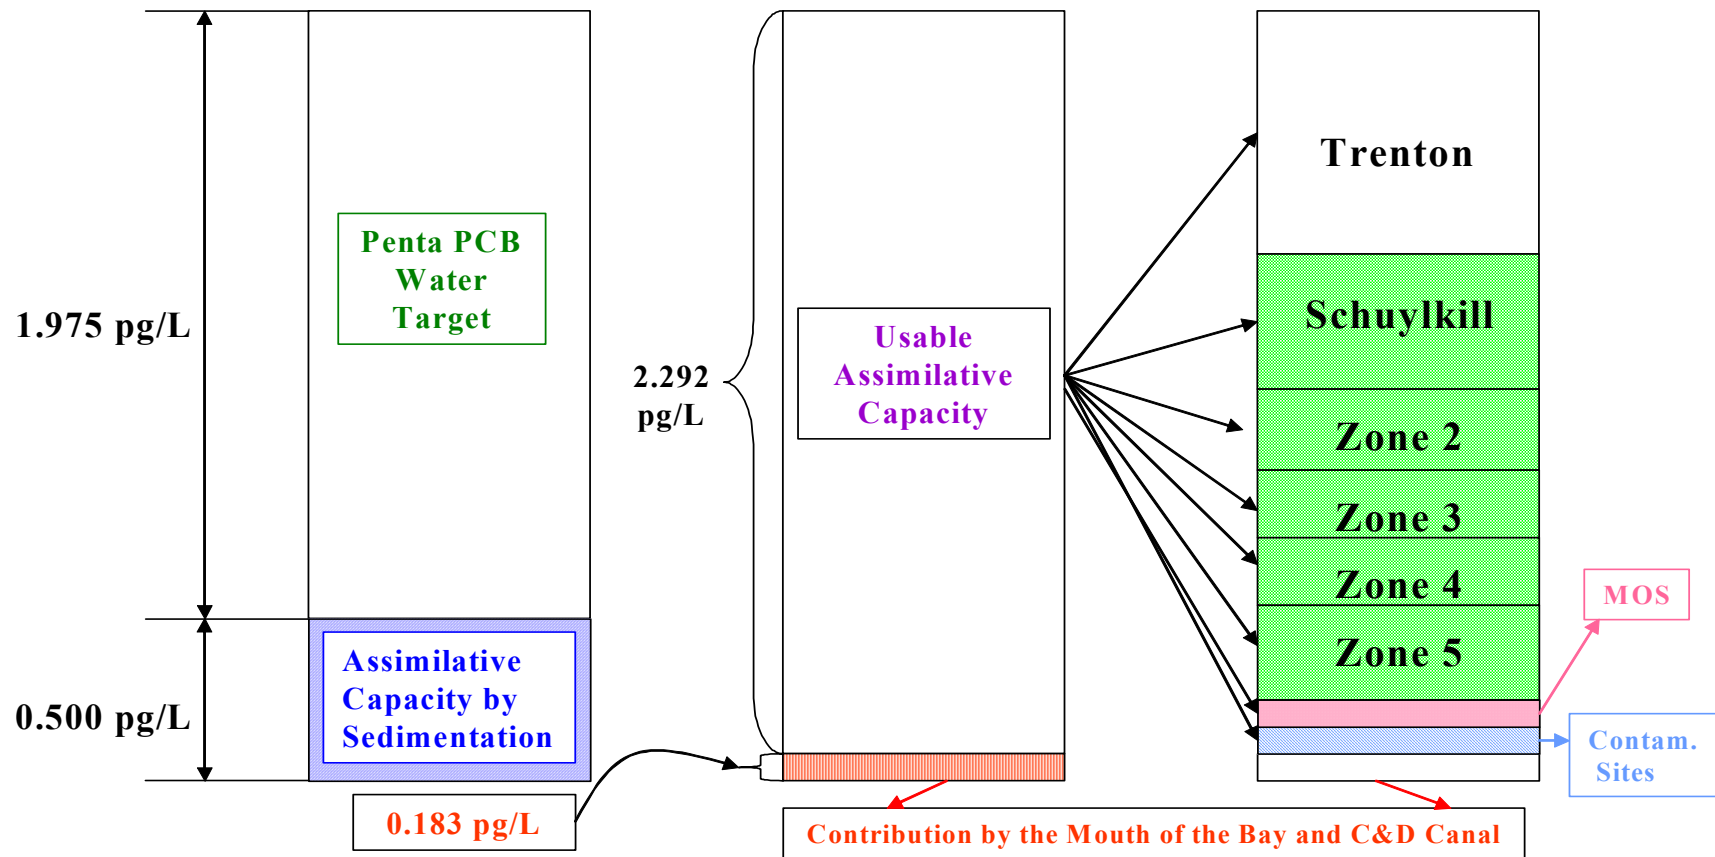 1.975 pg/L
Penta PCB
Water
Target
Assimilative
Capacity by
Sedimentation
0.500 pg/L
0.183 pg/L
2.292
pg/L
Usable
Assimilative
Capacity
Trenton
Schuylkill
Zone 2
Zone 3
Zone 4
Zone 5
MOS
Contam.
Sites
Contribution by the Mouth of the Bay and C&D Canal